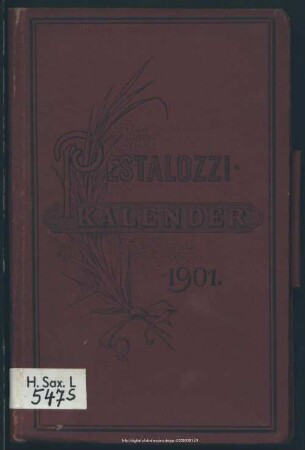 PESTALOZZI-
KALENDER
1901.
H. Sax. L
5475